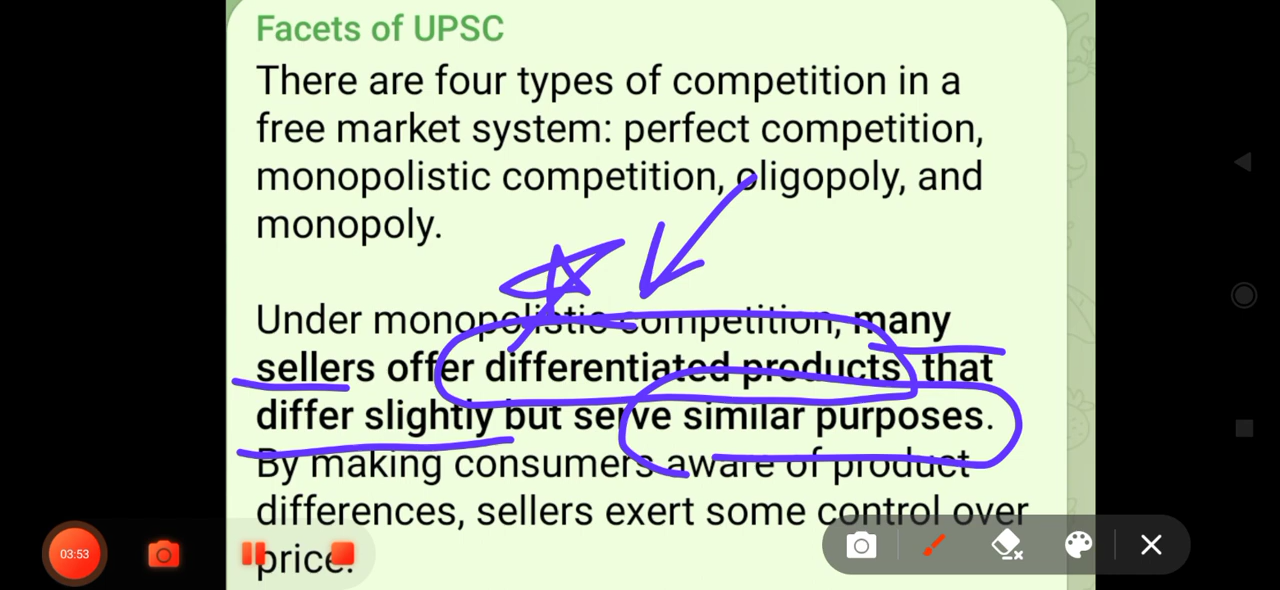 Facets of UPSC
There are four types of competition in a
free market system: perfect competition,
monopolistic competition, oligopoly, and
monopoly.
Under monopolistic competition, many
sellers offer differentiated products that
differ slightly but serve similar purposes.
By making consumers aware of product
differences, sellers exert some control over
price.
03:53